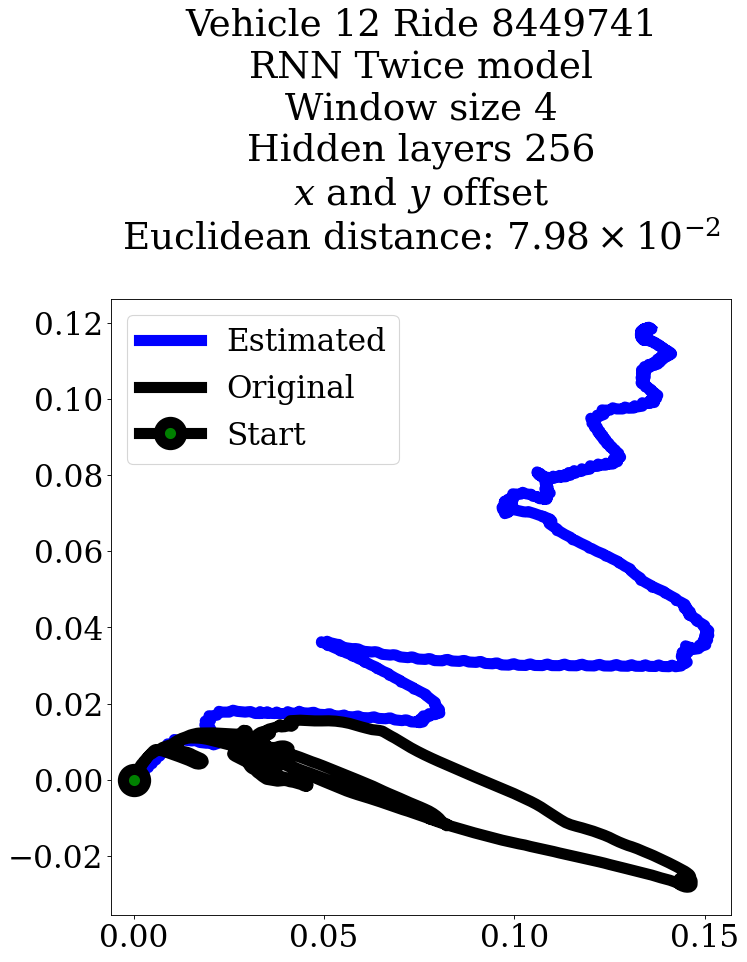 Vehicle 12 Ride 8449741
RNN Twice model
Window size 4
Hidden layers 256
x and y offset
Euclidean distance: 7.98 × 10⁻²
Estimated
Original
Start
0.12
0.10
0.08
0.06
0.04
0.02
0.00
−0.02
0.00 0.05 0.10 0.15